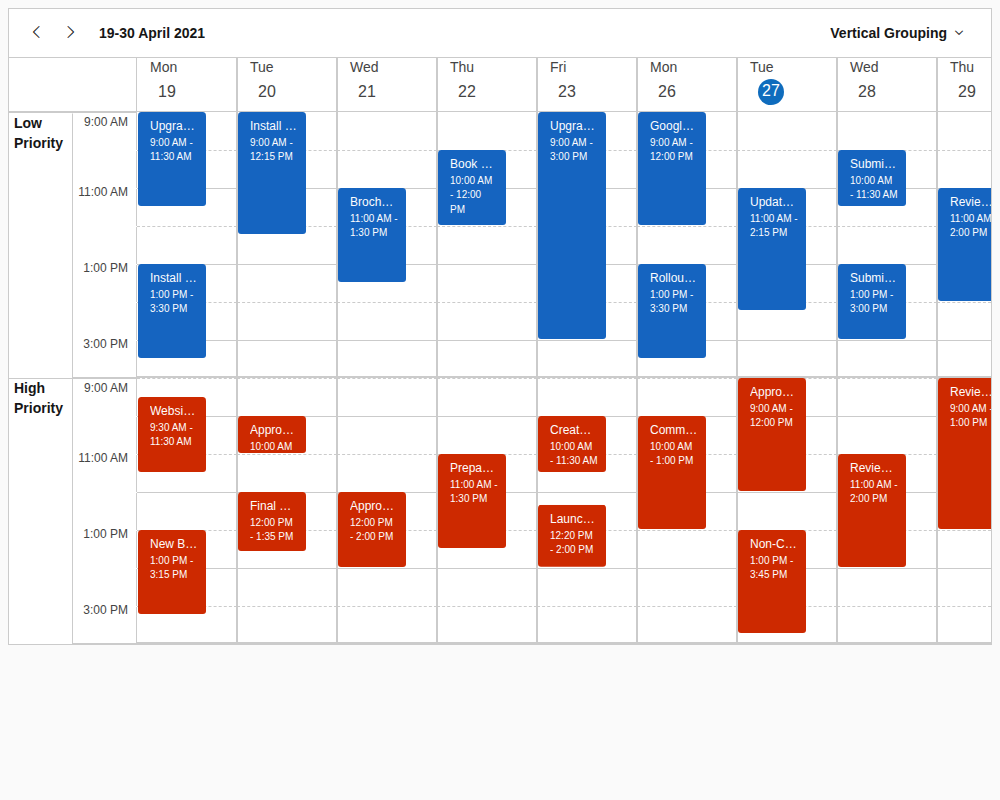 19-30 April 2021
Vertical Grouping
Mon
19
Tue
20
Wed
21
Thu
22
Fri
23
Mon
26
Tue
27
Wed
28
Thu
29
Low
Priority
9:00 AM
11:00 AM
1:00 PM
3:00 PM
Upgra...
9:00 AM -
11:30 AM
Install ...
1:00 PM -
3:30 PM
Install ...
9:00 AM -
12:15 PM
Broch...
11:00 AM -
1:30 PM
Book ...
10:00 AM
- 12:00
PM
Upgra...
9:00 AM -
3:00 PM
Googl...
9:00 AM -
12:00 PM
Rollou...
1:00 PM -
3:30 PM
Updat...
11:00 AM -
2:15 PM
Submi...
10:00 AM
- 11:30 AM
Submi...
1:00 PM -
3:00 PM
Revie...
11:00 AM
2:00 PM
High
Priority
9:00 AM
11:00 AM
1:00 PM
3:00 PM
Websi...
9:30 AM -
11:30 AM
New B...
1:00 PM -
3:15 PM
Appro...
10:00 AM
Final ...
12:00 PM
- 1:35 PM
Appro...
12:00 PM
- 2:00 PM
Prepa...
11:00 AM -
1:30 PM
Creat...
10:00 AM
- 11:30 AM
Launc...
12:20 PM
- 2:00 PM
Comm...
10:00 AM
- 1:00 PM
Appro...
9:00 AM -
12:00 PM
Non-C...
1:00 PM -
3:45 PM
Revie...
11:00 AM -
2:00 PM
Revie...
9:00 AM -
1:00 PM